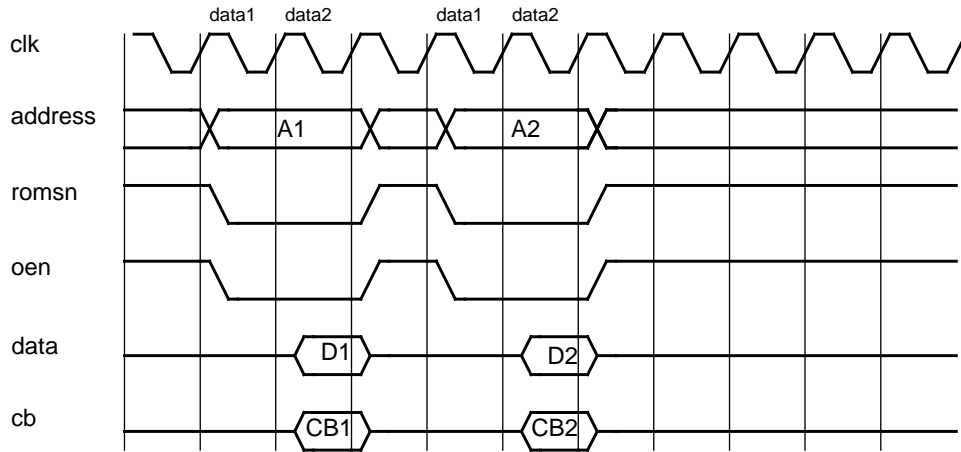 data1 data2 data1 data2
clk
address A1 A2
romsn
oen
data D1 D2
cb CB1 CB2